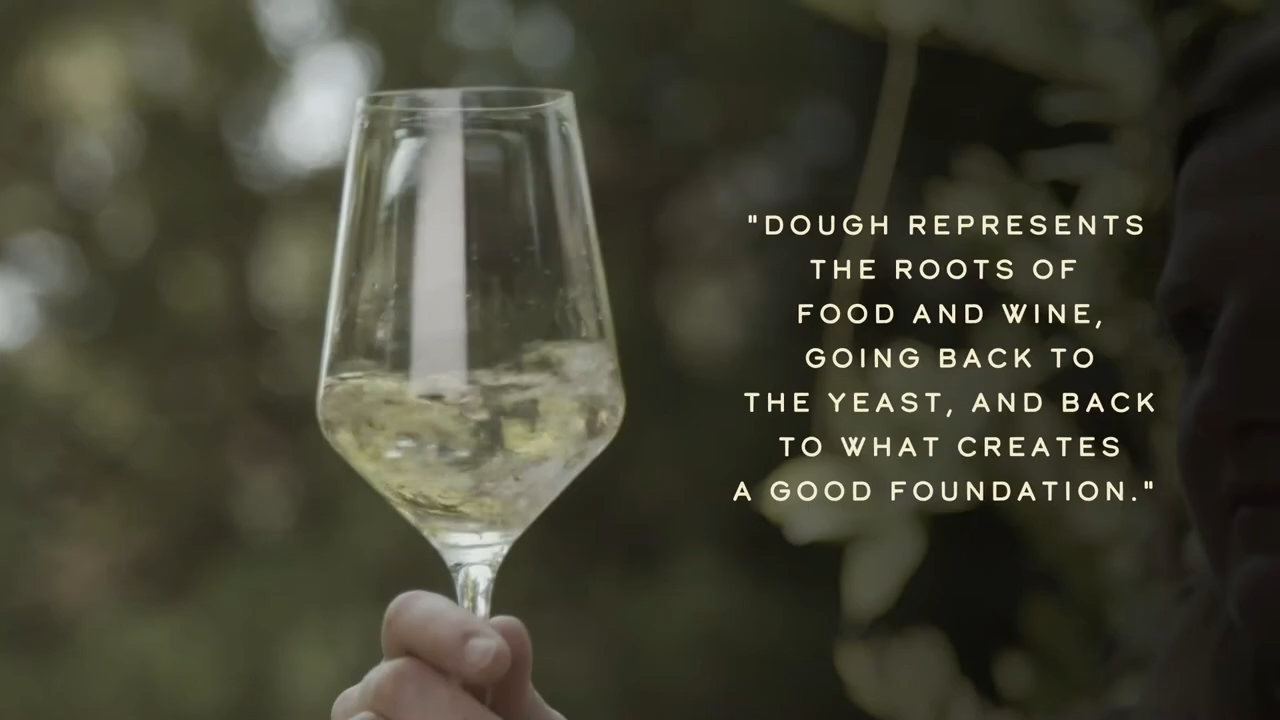 "DOUGH REPRESENTS
THE ROOTS OF
FOOD AND WINE,
GOING BACK TO
THE YEAST, AND BACK
TO WHAT CREATES
A GOOD FOUNDATION."